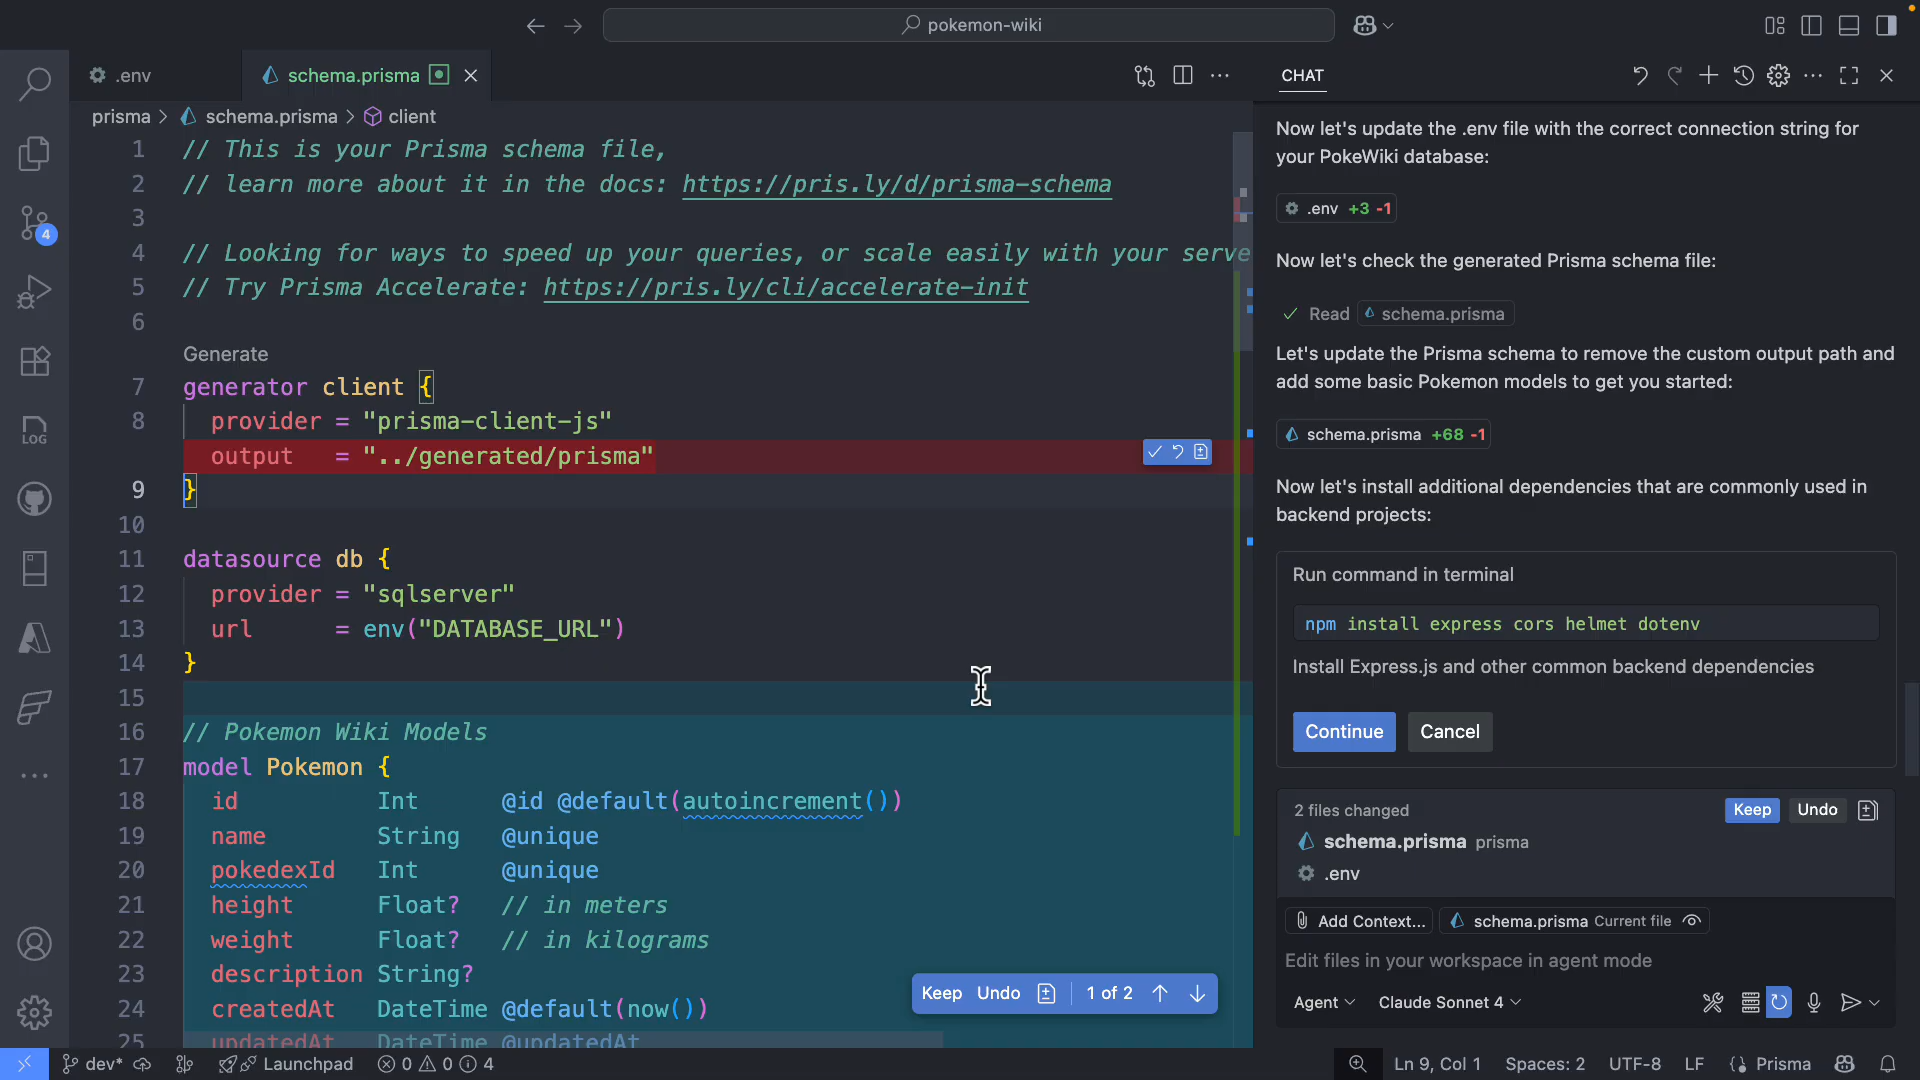 pokemon-wiki
.env
schema.prisma
CHAT
prisma > schema.prisma > client
1 // This is your Prisma schema file,
2 // learn more about it in the docs: https://pris.ly/d/prisma-schema
3
4 // Looking for ways to speed up your queries, or scale easily with your serve
5 // Try Prisma Accelerate: https://pris.ly/cli/accelerate-init
6
Generate
7 generator client {
8 provider = "prisma-client-js"
output = "../generated/prisma"
9 }
10
11 datasource db {
12 provider = "sqlserver"
13 url = env("DATABASE_URL")
14 }
15
16 // Pokemon Wiki Models
17 model Pokemon {
18 id Int @id @default(autoincrement())
19 name String @unique
20 pokedexId Int @unique
21 height Float? // in meters
22 weight Float? // in kilograms
23 description String?
24 createdAt DateTime @default(now())
25 updatedAt DateTime @updatedAt
Keep Undo 1 of 2
4
LOG
Now let's update the .env file with the correct connection string for
your PokeWiki database:
.env +3 -1
Now let's check the generated Prisma schema file:
Read schema.prisma
Let's update the Prisma schema to remove the custom output path and
add some basic Pokemon models to get you started:
schema.prisma +68 -1
Now let's install additional dependencies that are commonly used in
backend projects:
Run command in terminal
npm install express cors helmet dotenv
Install Express.js and other common backend dependencies
Continue Cancel
2 files changed Keep Undo
schema.prisma prisma
.env
Add Context... schema.prisma Current file
Edit files in your workspace in agent mode
Agent Claude Sonnet 4
dev* Launchpad 0 0 4 Ln 9, Col 1 Spaces: 2 UTF-8 LF Prisma